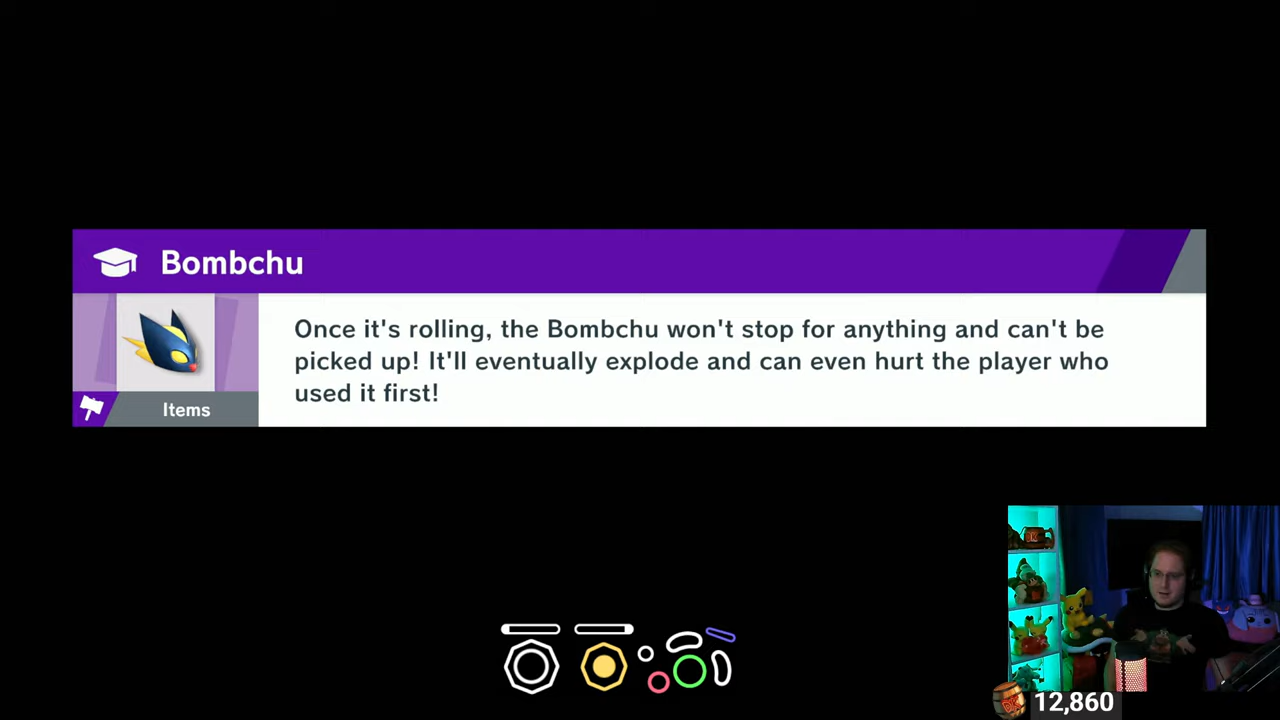 Bombchu
Once it's rolling, the Bombchu won't stop for anything and can't be
picked up! It'll eventually explode and can even hurt the player who
used it first!
Items
12,860